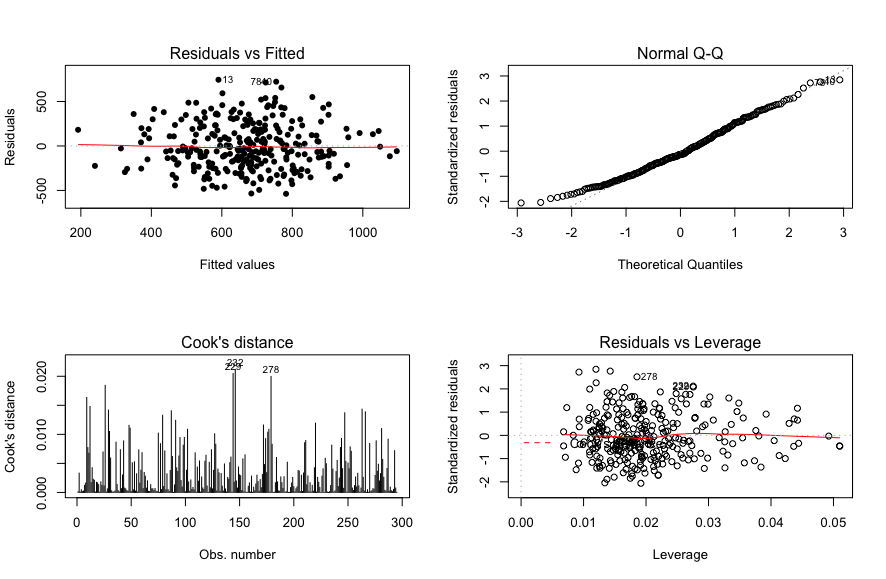 Residuals vs Fitted
Residuals
-500 0 500
13
200 400 600 800 1000
Fitted values
Normal Q-Q
Standardized residuals
-2 -1 0 1 2 3
-3 -2 -1 0 1 2 3
Theoretical Quantiles
Cook's distance
Cook's distance
0.000 0.010 0.020
232
229
278
0 50 100 150 200 250 300
Obs. number
Residuals vs Leverage
Standardized residuals
-2 -1 0 1 2 3
278
0.00 0.01 0.02 0.03 0.04 0.05
Leverage